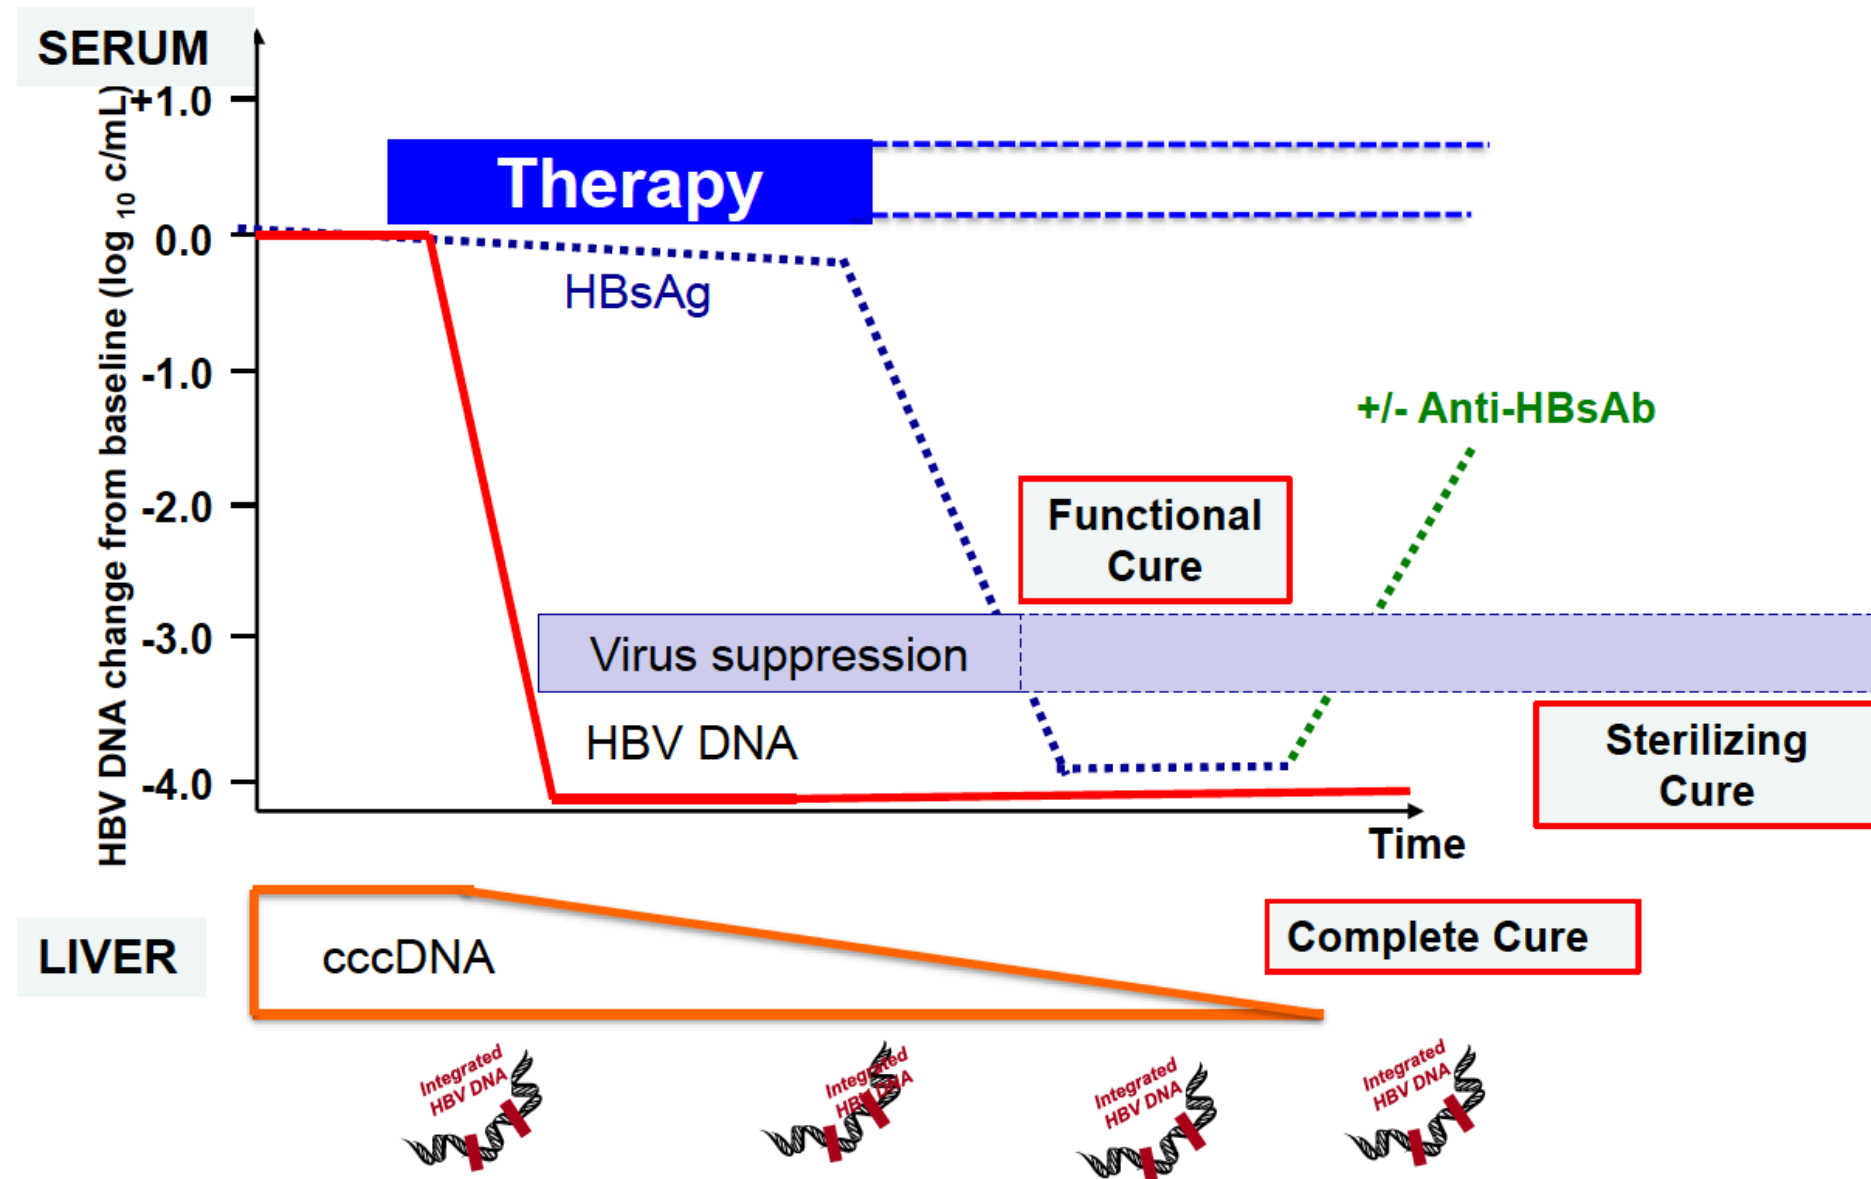 SERUM
HBV DNA change from baseline (log 10 c/mL)
+1.0
0.0
-1.0
-2.0
-3.0
-4.0
Therapy
HBsAg
+/- Anti-HBsAb
Functional
Cure
Virus suppression
HBV DNA
Sterilizing
Cure
Time
LIVER
cccDNA
Complete Cure
Integrated
HBV DNA
Integrated
HBV DNA
Integrated
HBV DNA
Integrated
HBV DNA